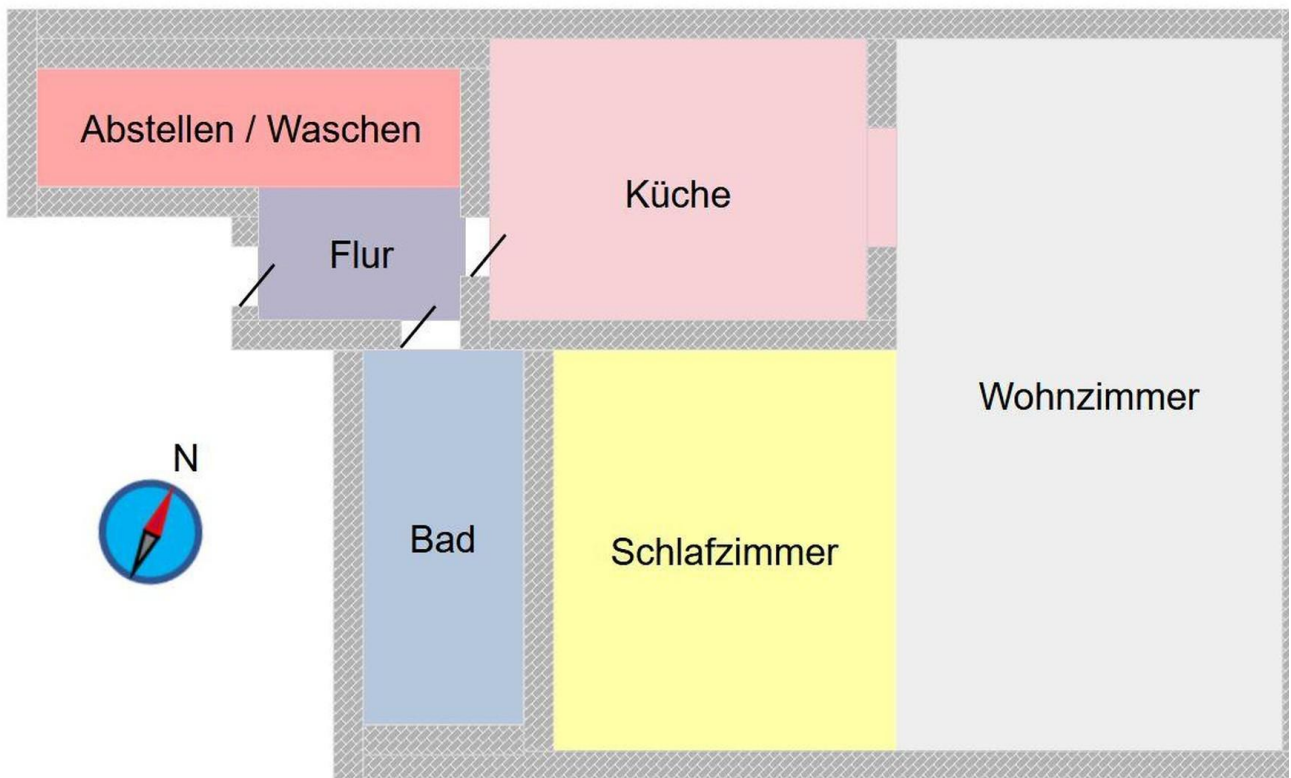 Abstellen / Waschen
Küche
Flur
Wohnzimmer
N
Bad
Schlafzimmer